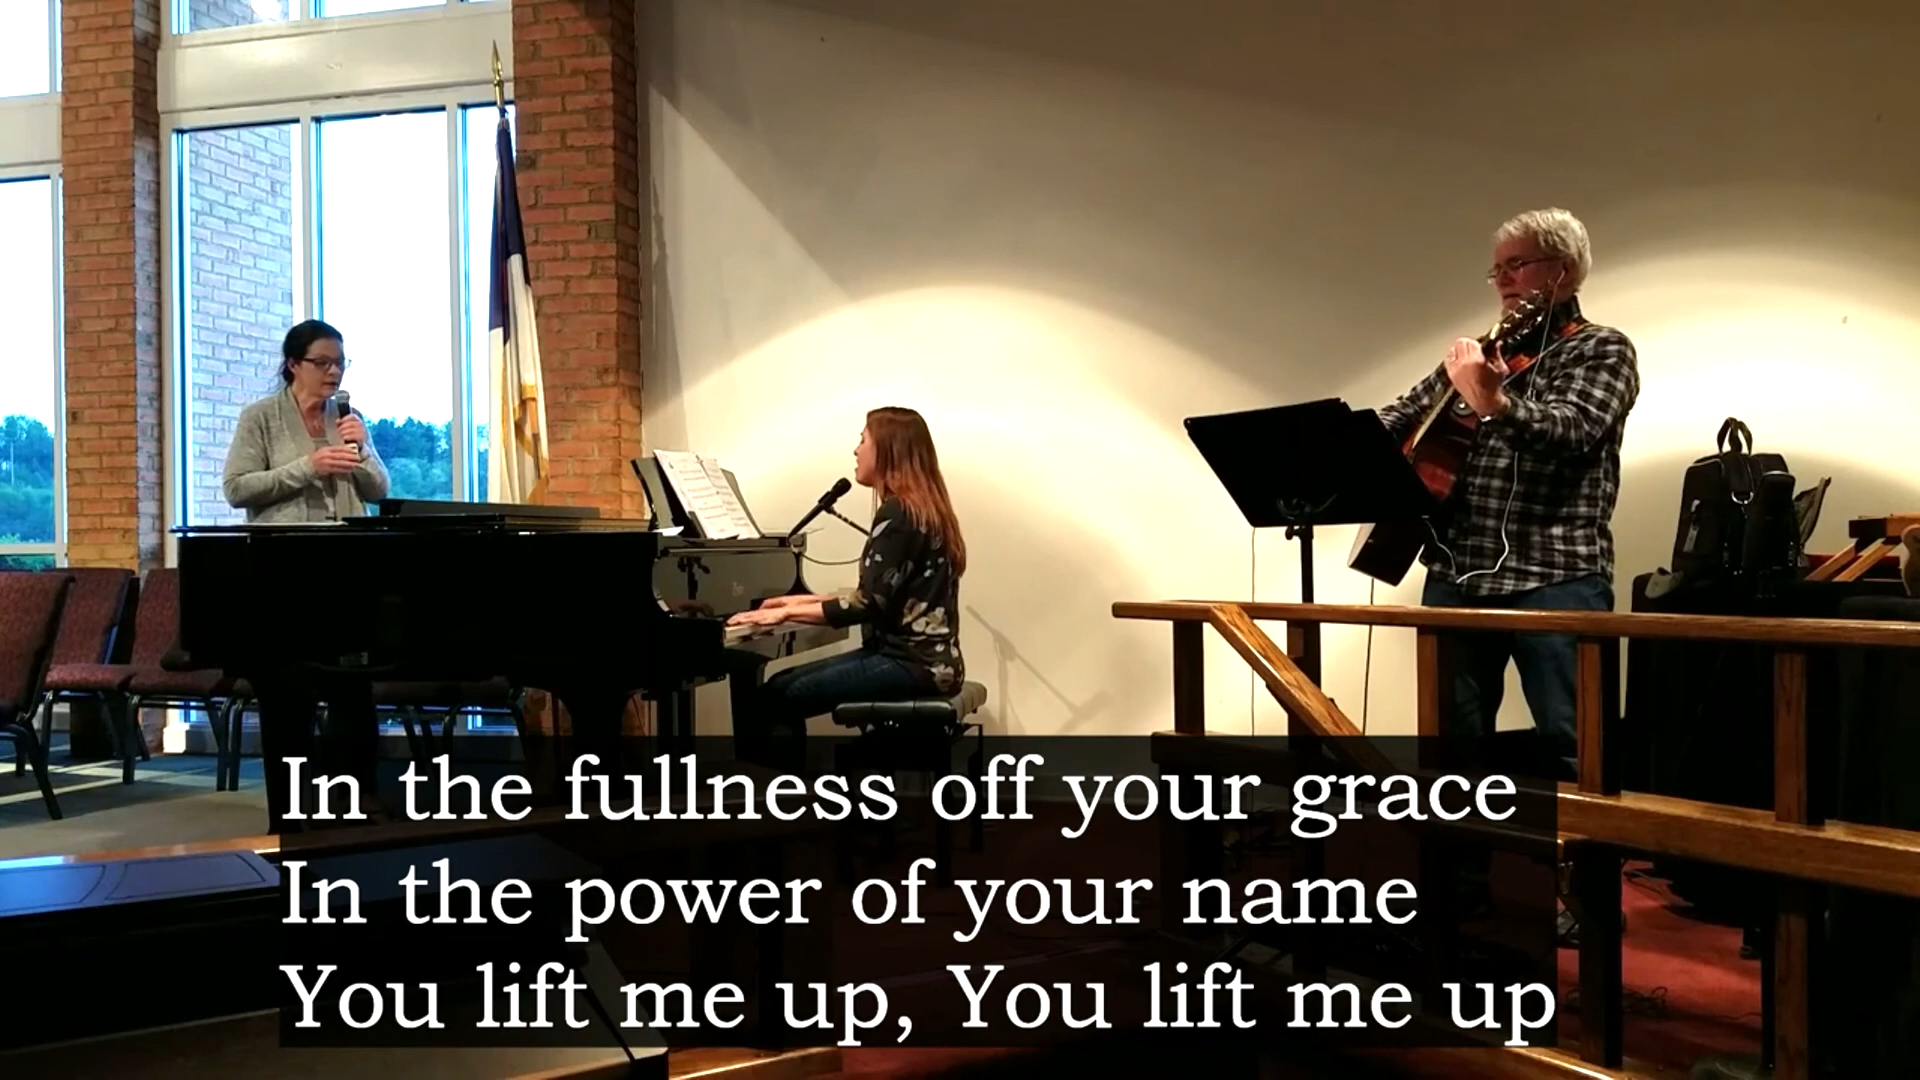 In the fullness off your grace
In the power of your name
You lift me up, You lift me up